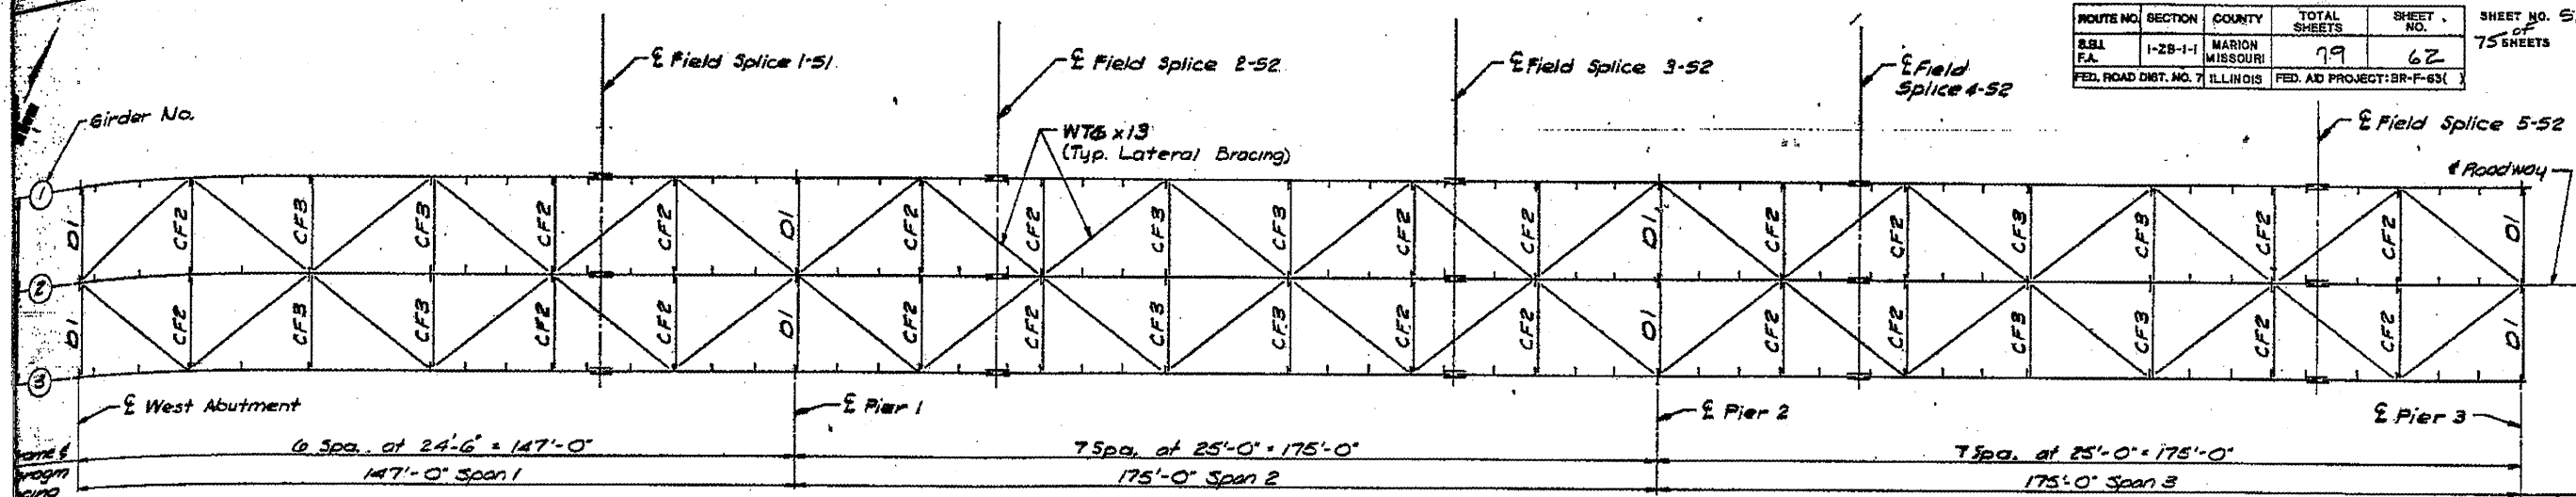 ROUTE NO. SECTION COUNTY TOTAL SHEETS SHEET NO.
S.B.I. F.A. 1-2B-1-1 MARION MISSOURI 79 62
FED. ROAD DIST. NO. 7 ILLINOIS FED. AID PROJECT: BR-F-63( )
SHEET NO. 5
of
75 SHEETS
℄ Field Splice 1-51
℄ Field Splice 2-52
℄ Field Splice 3-52
℄ Field
Splice 4-52
℄ Field Splice 5-52
Girder No.
WT6 x 13
(Typ. Lateral Bracing)
℄ Roadway
1
D1 CF2 CF3 CF3 CF2 CF2 D1 CF2 CF2 CF3 CF3 CF2 CF2 D1 CF2 CF2 CF3 CF3 CF2 CF2 D1
2
D1 CF2 CF3 CF3 CF2 CF2 D1 CF2 CF2 CF3 CF3 CF2 CF2 D1 CF2 CF2 CF3 CF3 CF2 CF2 D1
3
℄ West Abutment
℄ Pier 1
℄ Pier 2
℄ Pier 3
6 Spa. at 24'-6" = 147'-0"
7 Spa. at 25'-0" = 175'-0"
7 Spa. at 25'-0" = 175'-0"
147'-0" Span 1
175'-0" Span 2
175'-0" Span 3